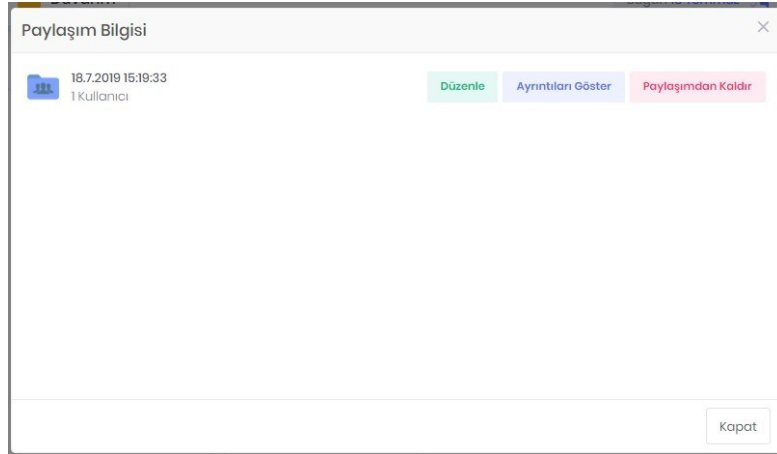 Paylaşım Bilgisi
18.7.2019 15:19:33
1 Kullanıcı
Düzenle
Ayrıntıları Göster
Paylaşımdan Kaldır
Kapat